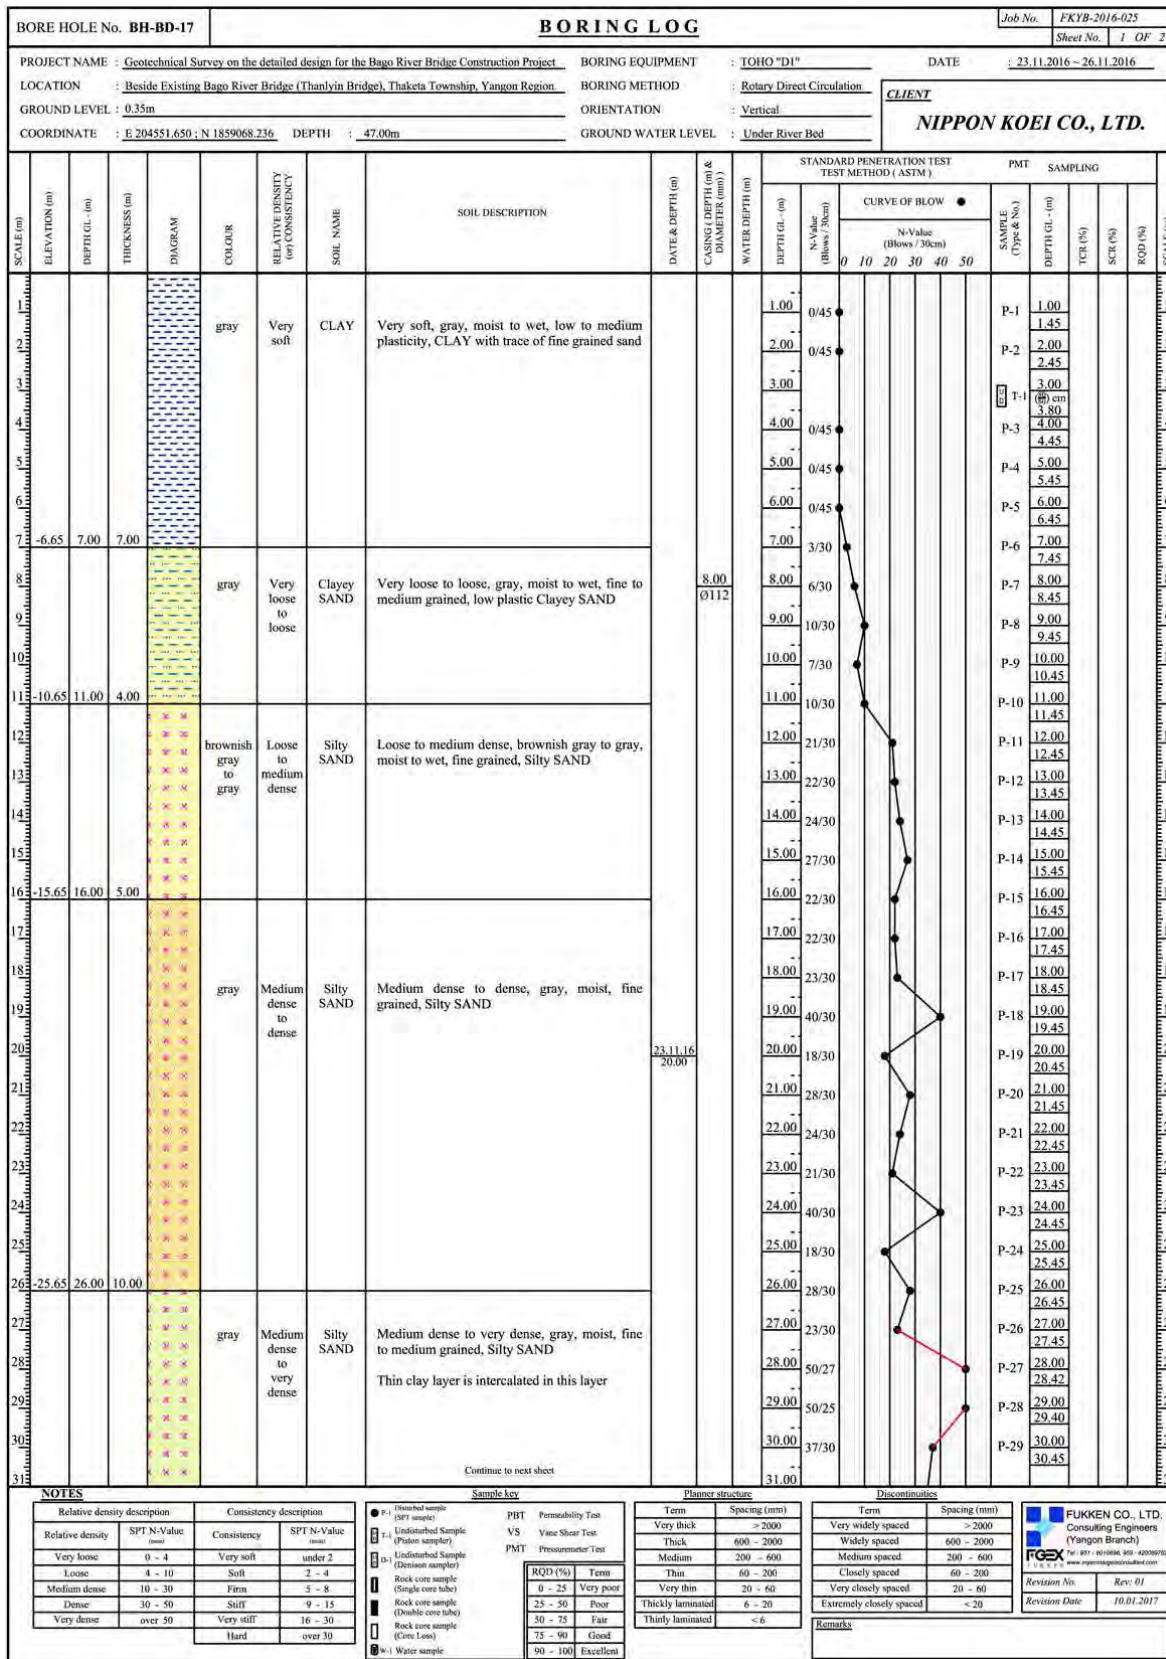 BORE HOLE No. BH-BD-17
BORING LOG
Job No. FKYB-2016-025
Sheet No. 1 OF 2
PROJECT NAME : Geotechnical Survey on the detailed design for the Bago River Bridge Construction Project
BORING EQUIPMENT : TOHO "D1"
DATE : 23.11.2016 ~ 26.11.2016
LOCATION : Beside Existing Bago River Bridge (Thanlyin Bridge), Thaketa Township, Yangon Region.
BORING METHOD : Rotary Direct Circulation
GROUND LEVEL : 0.35m
ORIENTATION : Vertical
COORDINATE : E 204551.650 ; N 1859068.236 DEPTH : 47.00m
GROUND WATER LEVEL : Under River Bed
CLIENT
NIPPON KOEI CO., LTD.
SCALE (m)
ELEVATION (m)
DEPTH GL - (m)
THICKNESS (m)
DIAGRAM
COLOUR
RELATIVE DENSITY (or) CONSISTENCY
SOIL NAME
SOIL DESCRIPTION
DATE & DEPTH (m)
CASING ( DEPTH (m) & DIAMETER (mm) )
WATER DEPTH (m)
STANDARD PENETRATION TEST
TEST METHOD ( ASTM )
DEPTH GL - (m)
N-Value (Blows / 30cm)
CURVE OF BLOW ●
N-Value
(Blows / 30cm)
0 10 20 30 40 50
PMT SAMPLING
SAMPLE (Type & No.)
DEPTH GL - (m)
TCR (%)
SCR (%)
RQD (%)
1 1.00 0/45 P-1 1.00 1.45
gray Very soft CLAY Very soft, gray, moist to wet, low to medium
plasticity, CLAY with trace of fine grained sand
2 2.00 0/45 P-2 2.00 2.45
3 3.00 T-1 3.00 cm 3.80
4 4.00 0/45 P-3 4.00 4.45
5 5.00 0/45 P-4 5.00 5.45
6 6.00 0/45 P-5 6.00 6.45
7 -6.65 7.00 7.00 7.00 3/30 P-6 7.00 7.45
gray Very loose to loose Clayey SAND Very loose to loose, gray, moist to wet, fine to
medium grained, low plastic Clayey SAND
8 8.00 Ø112 8.00 6/30 P-7 8.00 8.45
9 9.00 10/30 P-8 9.00 9.45
10 10.00 7/30 P-9 10.00 10.45
11 -10.65 11.00 4.00 11.00 10/30 P-10 11.00 11.45
brownish gray to gray Loose to medium dense Silty SAND Loose to medium dense, brownish gray to gray,
moist to wet, fine grained, Silty SAND
12 12.00 21/30 P-11 12.00 12.45
13 13.00 22/30 P-12 13.00 13.45
14 14.00 24/30 P-13 14.00 14.45
15 15.00 27/30 P-14 15.00 15.45
16 -15.65 16.00 5.00 16.00 22/30 P-15 16.00 16.45
17 17.00 22/30 P-16 17.00 17.45
18 18.00 23/30 P-17 18.00 18.45
gray Medium dense to dense Silty SAND Medium dense to dense, gray, moist, fine
grained, Silty SAND
19 19.00 40/30 P-18 19.00 19.45
20 23.11.16 20.00 20.00 18/30 P-19 20.00 20.45
21 21.00 28/30 P-20 21.00 21.45
22 22.00 24/30 P-21 22.00 22.45
23 23.00 21/30 P-22 23.00 23.45
24 24.00 40/30 P-23 24.00 24.45
25 25.00 18/30 P-24 25.00 25.45
26 -25.65 26.00 10.00 26.00 28/30 P-25 26.00 26.45
27 27.00 23/30 P-26 27.00 27.45
gray Medium dense to very dense Silty SAND Medium dense to very dense, gray, moist, fine
to medium grained, Silty SAND
Thin clay layer is intercalated in this layer
28 28.00 50/27 P-27 28.00 28.42
29 29.00 50/25 P-28 29.00 29.40
30 30.00 37/30 P-29 30.00 30.45
31 31.00
Continue to next sheet
NOTES
Relative density description Consistency description
Relative density SPT N-Value Consistency SPT N-Value
Very loose 0 - 4 Very soft under 2
Loose 4 - 10 Soft 2 - 4
Medium dense 10 - 30 Firm 5 - 8
Dense 30 - 50 Stiff 9 - 15
Very dense over 50 Very stiff 16 - 30
Hard over 30
Sample key
P-1 Disturbed sample (SPT sample)
T-1 Undisturbed Sample (Piston sampler)
D-1 Undisturbed Sample (Denison sampler)
Rock core sample (Single core tube)
Rock core sample (Double core tube)
Rock core sample (Core Loss)
W-1 Water sample
PBT Permeability Test
VS Vane Shear Test
PMT Pressuremeter Test
RQD (%) Term
0 - 25 Very poor
25 - 50 Poor
50 - 75 Fair
75 - 90 Good
90 - 100 Excellent
Planner structure
Term Spacing (mm)
Very thick > 2000
Thick 600 - 2000
Medium 200 - 600
Thin 60 - 200
Very thin 20 - 60
Thickly laminated 6 - 20
Thinly laminated < 6
Discontinuities
Term Spacing (mm)
Very widely spaced > 2000
Widely spaced 600 - 2000
Medium spaced 200 - 600
Closely spaced 60 - 200
Very closely spaced 20 - 60
Extremely closely spaced < 20
Remarks
FUKKEN CO., LTD.
Consulting Engineers
(Yangon Branch)
FGEX
FUKKEN
Revision No. Rev: 01
Revision Date 10.01.2017